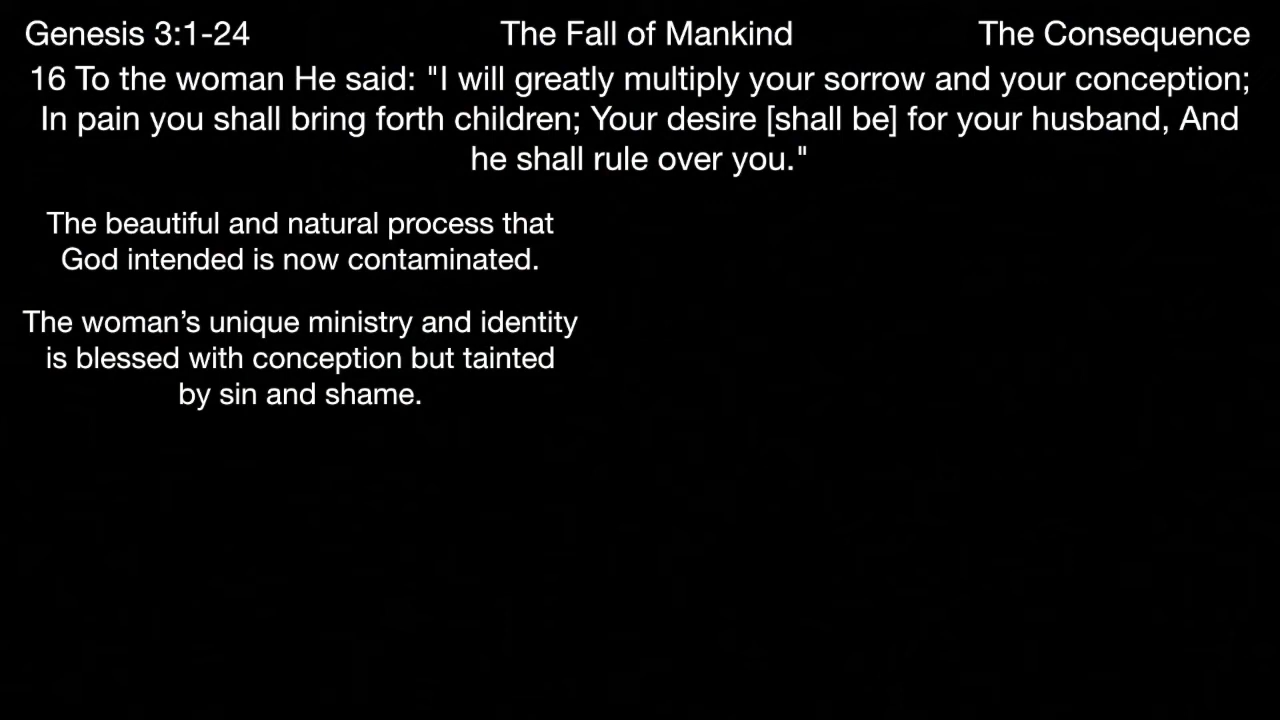 Genesis 3:1-24 The Fall of Mankind The Consequence
16 To the woman He said: "I will greatly multiply your sorrow and your conception;
In pain you shall bring forth children; Your desire [shall be] for your husband, And
he shall rule over you."
The beautiful and natural process that
God intended is now contaminated.
The woman’s unique ministry and identity
is blessed with conception but tainted
by sin and shame.